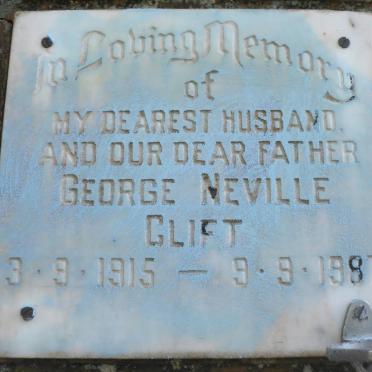 In Loving Memory
of
MY DEAREST HUSBAND,
AND OUR DEAR FATHER
GEORGE NEVILLE
CLIFT
3·9·1915 — 9·9·198